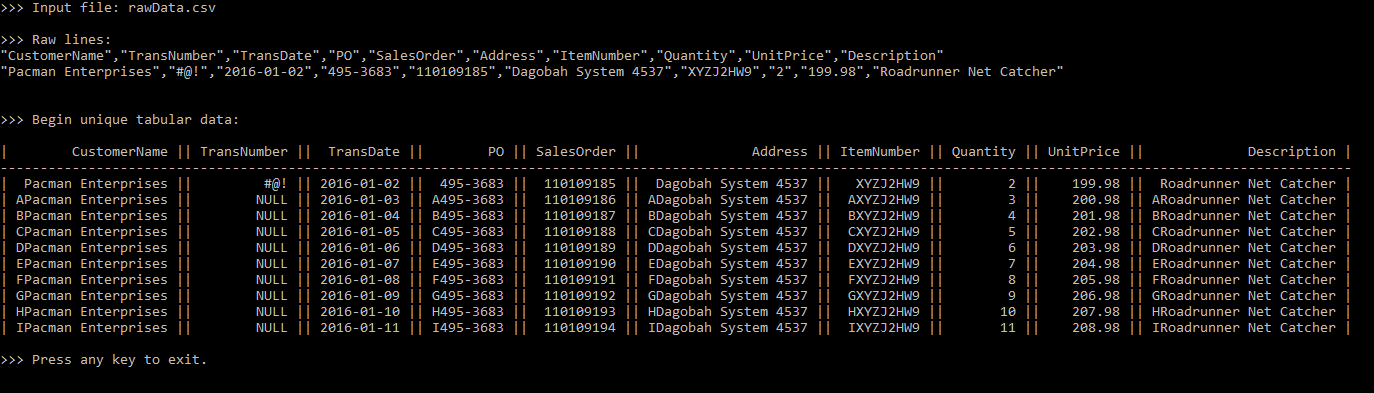 >>> Input file: rawData.csv
>>> Raw lines:
"CustomerName","TransNumber","TransDate","PO","SalesOrder","Address","ItemNumber","Quantity","UnitPrice","Description"
"Pacman Enterprises","#@!","2016-01-02","495-3683","110109185","Dagobah System 4537","XYZJ2HW9","2","199.98","Roadrunner Net Catcher"
>>> Begin unique tabular data:
|        CustomerName || TransNumber ||  TransDate ||       PO || SalesOrder ||              Address || ItemNumber || Quantity || UnitPrice ||             Description |
------------------------------------------------------------------------------------------------------------------------------------------------------------------------
|  Pacman Enterprises ||         #@! || 2016-01-02 ||  495-3683 ||  110109185 ||  Dagobah System 4537 ||   XYZJ2HW9 ||        2 ||    199.98 ||  Roadrunner Net Catcher |
| APacman Enterprises ||        NULL || 2016-01-03 || A495-3683 ||  110109186 || ADagobah System 4537 ||  AXYZJ2HW9 ||        3 ||    200.98 || ARoadrunner Net Catcher |
| BPacman Enterprises ||        NULL || 2016-01-04 || B495-3683 ||  110109187 || BDagobah System 4537 ||  BXYZJ2HW9 ||        4 ||    201.98 || BRoadrunner Net Catcher |
| CPacman Enterprises ||        NULL || 2016-01-05 || C495-3683 ||  110109188 || CDagobah System 4537 ||  CXYZJ2HW9 ||        5 ||    202.98 || CRoadrunner Net Catcher |
| DPacman Enterprises ||        NULL || 2016-01-06 || D495-3683 ||  110109189 || DDagobah System 4537 ||  DXYZJ2HW9 ||        6 ||    203.98 || DRoadrunner Net Catcher |
| EPacman Enterprises ||        NULL || 2016-01-07 || E495-3683 ||  110109190 || EDagobah System 4537 ||  EXYZJ2HW9 ||        7 ||    204.98 || ERoadrunner Net Catcher |
| FPacman Enterprises ||        NULL || 2016-01-08 || F495-3683 ||  110109191 || FDagobah System 4537 ||  FXYZJ2HW9 ||        8 ||    205.98 || FRoadrunner Net Catcher |
| GPacman Enterprises ||        NULL || 2016-01-09 || G495-3683 ||  110109192 || GDagobah System 4537 ||  GXYZJ2HW9 ||        9 ||    206.98 || GRoadrunner Net Catcher |
| HPacman Enterprises ||        NULL || 2016-01-10 || H495-3683 ||  110109193 || HDagobah System 4537 ||  HXYZJ2HW9 ||       10 ||    207.98 || HRoadrunner Net Catcher |
| IPacman Enterprises ||        NULL || 2016-01-11 || I495-3683 ||  110109194 || IDagobah System 4537 ||  IXYZJ2HW9 ||       11 ||    208.98 || IRoadrunner Net Catcher |
>>> Press any key to exit.